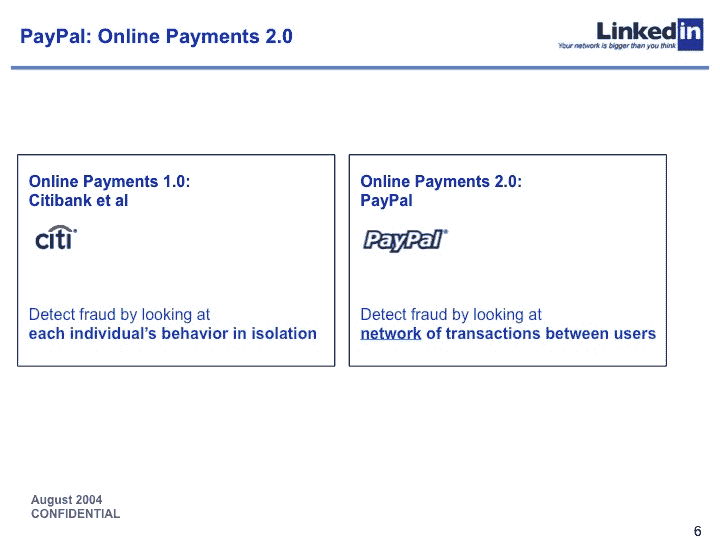 PayPal: Online Payments 2.0
Linkedin
Your network is bigger than you think
Online Payments 1.0:
Citibank et al
citi
Detect fraud by looking at
each individual's behavior in isolation
Online Payments 2.0:
PayPal
PayPal
Detect fraud by looking at
network of transactions between users
August 2004
CONFIDENTIAL
6